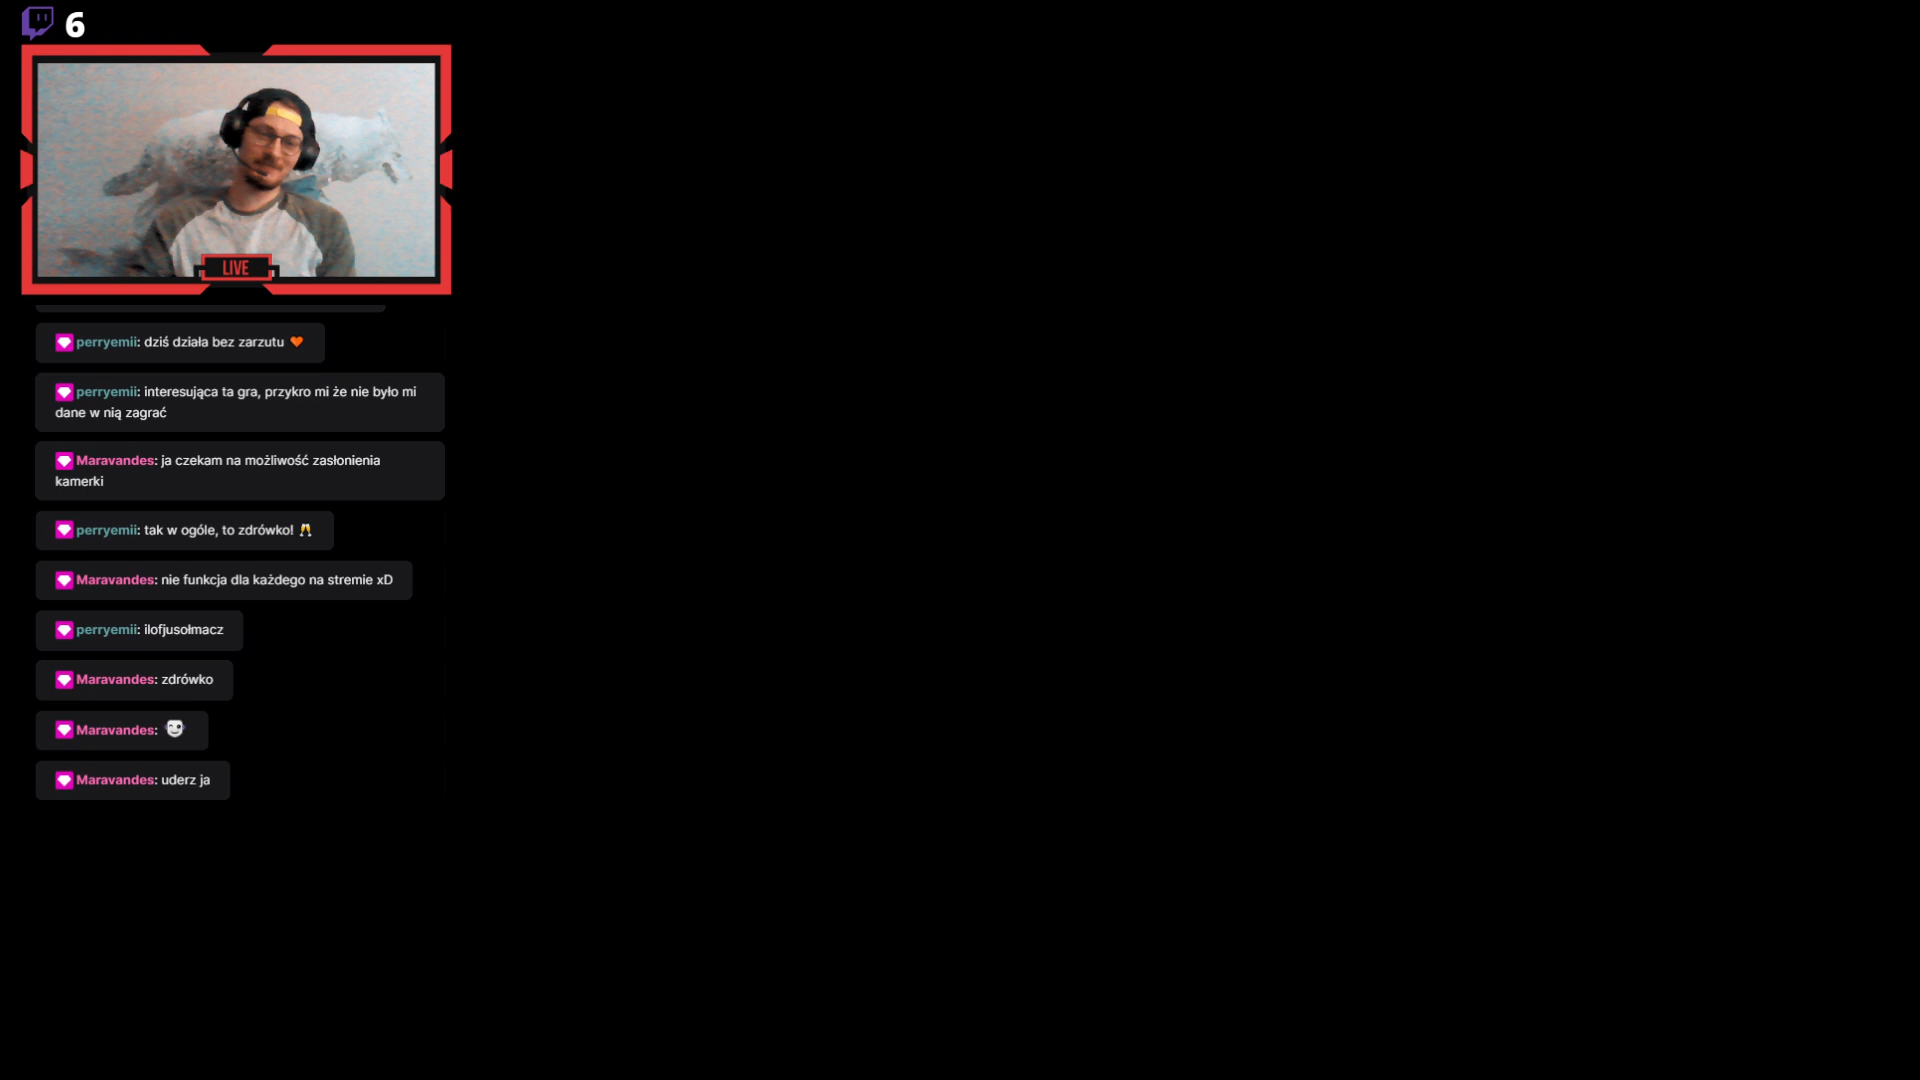 6
LIVE
perryemii: dziś działa bez zarzutu 🧡
perryemii: interesująca ta gra, przykro mi że nie było mi
dane w nią zagrać
Maravandes: ja czekam na możliwość zasłonienia
kamerki
perryemii: tak w ogóle, to zdrówko! 🥂
Maravandes: nie funkcja dla każdego na stremie xD
perryemii: ilofjusołmacz
Maravandes: zdrówko
Maravandes:
Maravandes: uderz ja